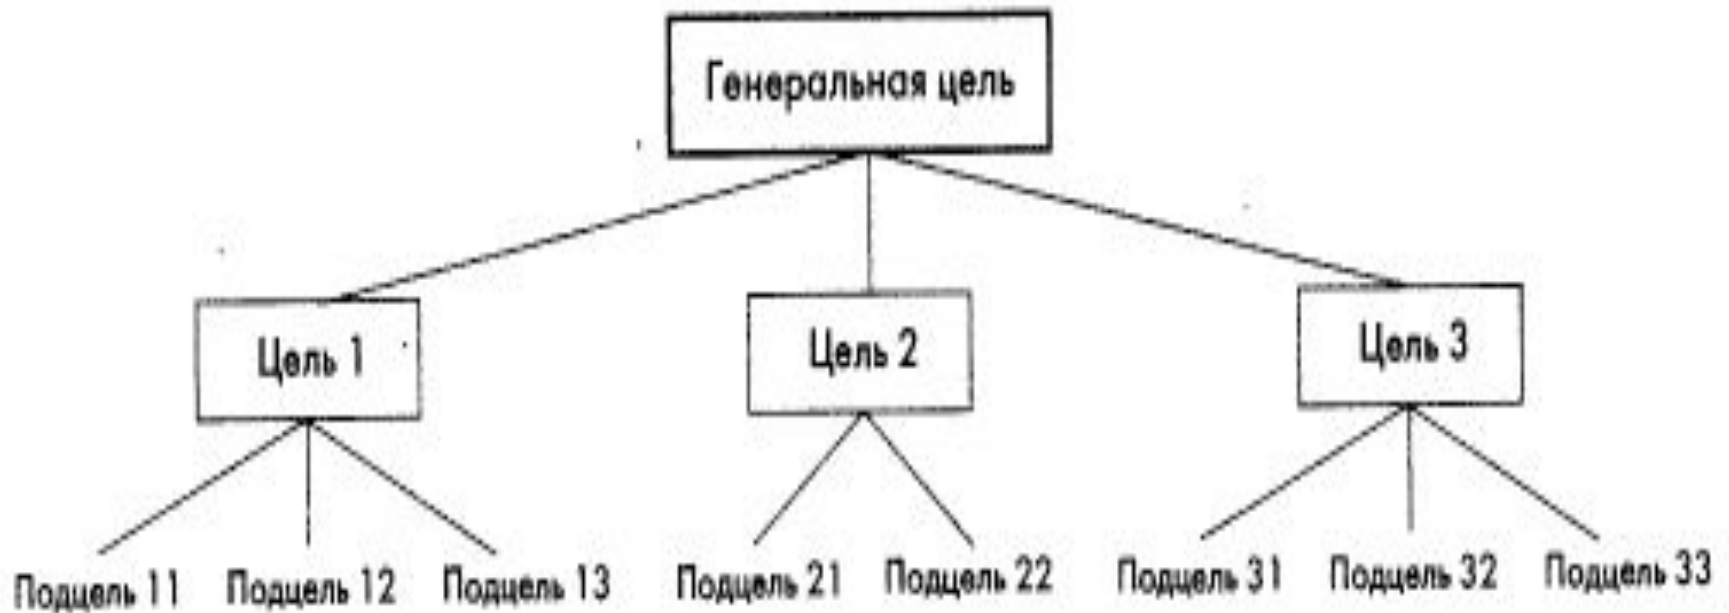 Генеральная цель
Цель 1
Цель 2
Цель 3
Подцель 11
Подцель 12
Подцель 13
Подцель 21
Подцель 22
Подцель 31
Подцель 32
Подцель 33